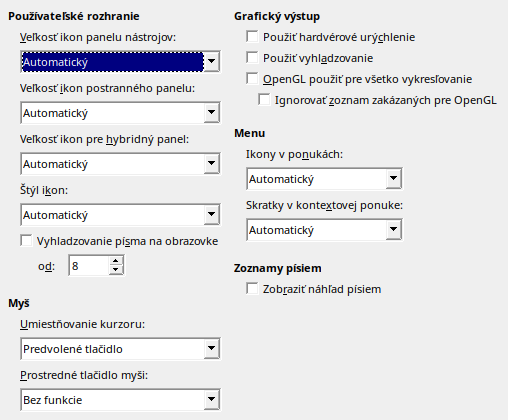 Používateľské rozhranie
Veľkosť ikon panelu nástrojov:
Automatický
Veľkosť ikon postranného panelu:
Automatický
Veľkosť ikon pre hybridný panel:
Automatický
Štýl ikon:
Automatický
Vyhladzovanie písma na obrazovke
od: 8
Myš
Umiestňovanie kurzoru:
Predvolené tlačidlo
Prostredné tlačidlo myši:
Bez funkcie
Grafický výstup
Použiť hardvérové urýchlenie
Použiť vyhladzovanie
OpenGL použiť pre všetko vykresľovanie
Ignorovať zoznam zakázaných pre OpenGL
Menu
Ikony v ponukách:
Automatický
Skratky v kontextovej ponuke:
Automatický
Zoznamy písiem
Zobraziť náhľad písiem